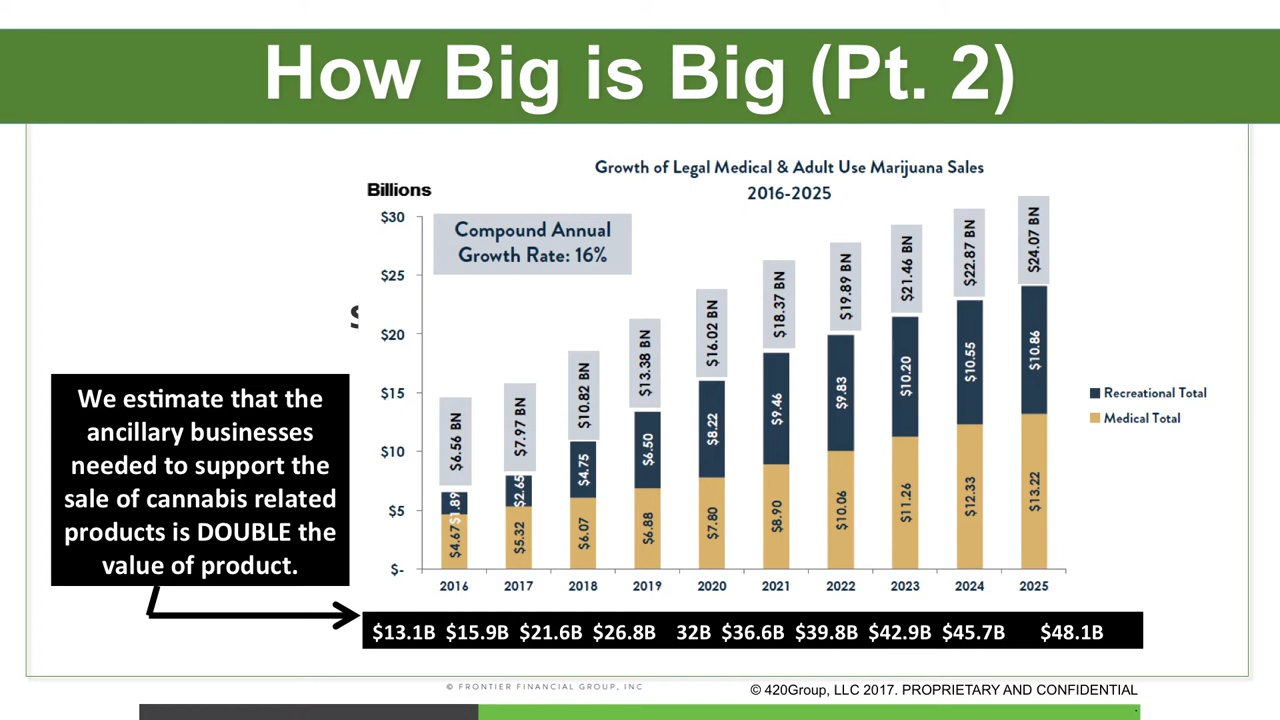 How Big is Big (Pt. 2)
Growth of Legal Medical & Adult Use Marijuana Sales
2016-2025
Billions
Compound Annual
Growth Rate: 16%
$30
$25
$20
$15
$10
$5
$-
$6.56 BN
$7.97 BN
$10.82 BN
$13.38 BN
$16.02 BN
$18.37 BN
$19.89 BN
$21.46 BN
$22.87 BN
$24.07 BN
$1.89
$2.65
$4.75
$6.50
$8.22
$9.46
$9.83
$10.20
$10.55
$10.86
$4.67
$5.32
$6.07
$6.88
$7.80
$8.90
$10.06
$11.26
$12.33
$13.22
2016 2017 2018 2019 2020 2021 2022 2023 2024 2025
Recreational Total
Medical Total
We estimate that the
ancillary businesses
needed to support the
sale of cannabis related
products is DOUBLE the
value of product.
$13.1B $15.9B $21.6B $26.8B 32B $36.6B $39.8B $42.9B $45.7B $48.1B
© FRONTIER FINANCIAL GROUP, INC
© 420Group, LLC 2017. PROPRIETARY AND CONFIDENTIAL